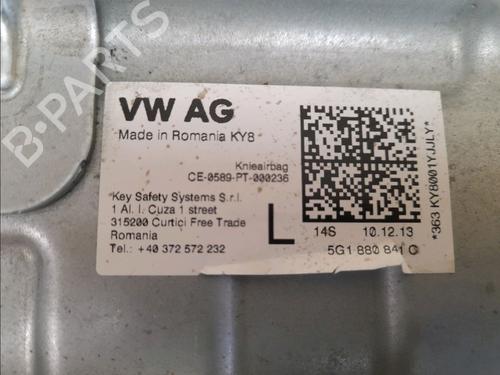 VW AG
Made in Romania KY8
Knieairbag
CE-0589-PT-000236
Key Safety Systems S.r.l.
1 Al. I. Cuza 1 street
315200 Curtici Free Trade
Romania
Tel.: +40 372 572 232
L
14S 10.12.13
5G1 880 841 C
*363 KY8001YJJLY*
B-PARTS